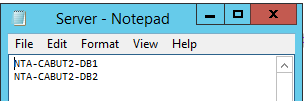 Server - Notepad
File Edit Format View Help
NTA-CABUT2-DB1
NTA-CABUT2-DB2